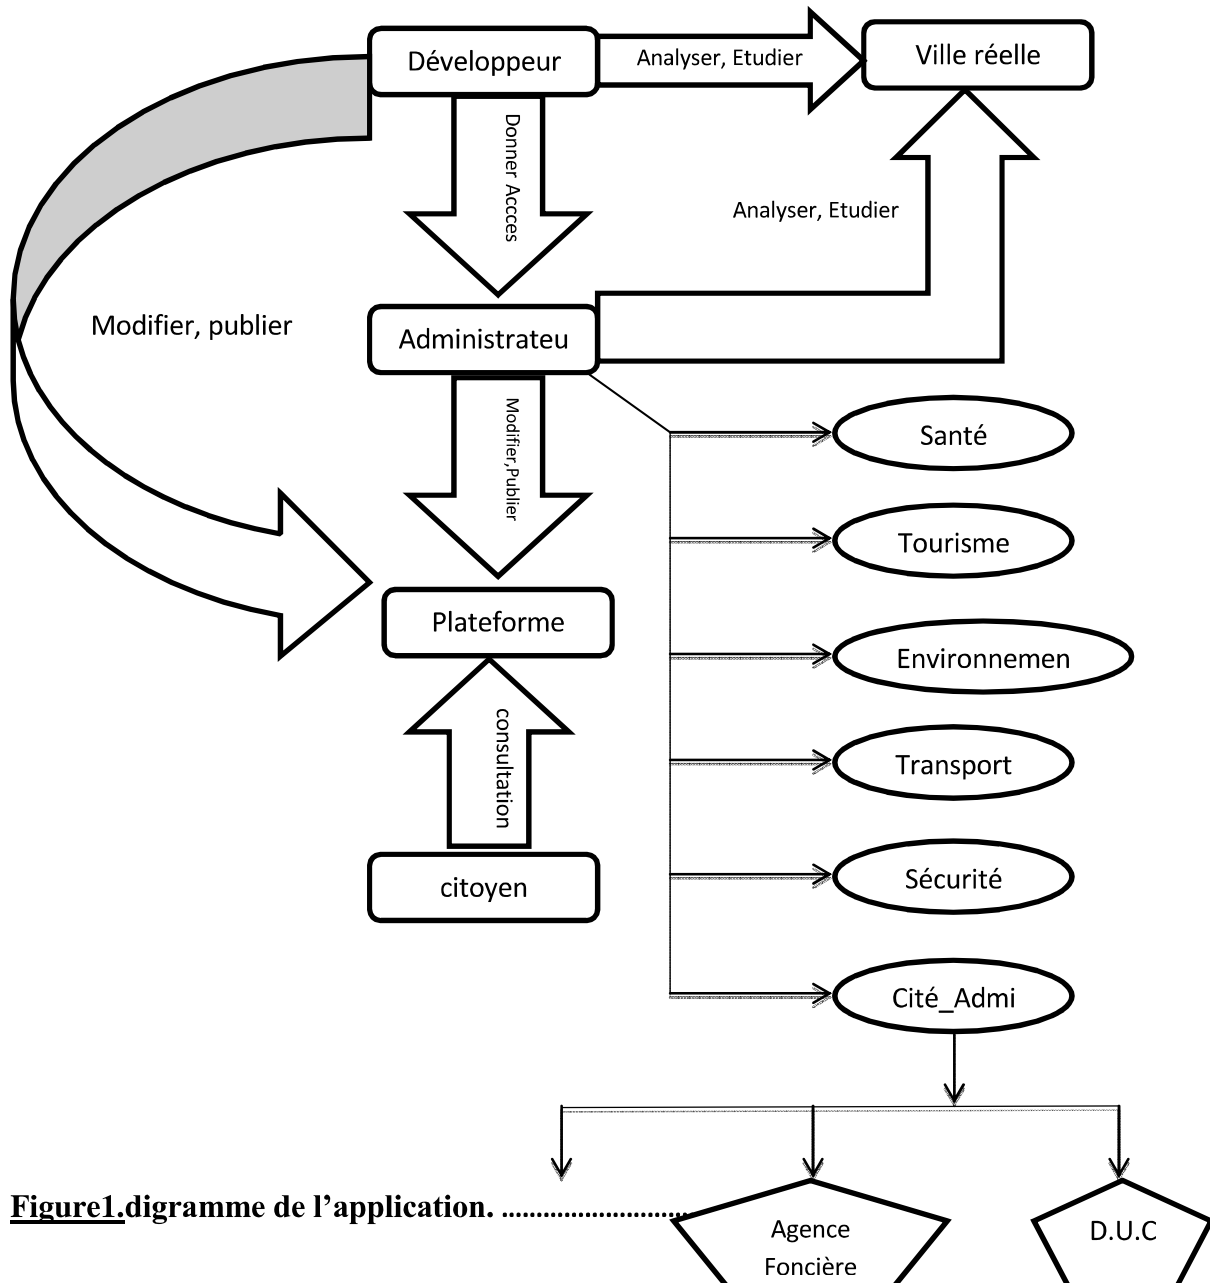 Développeur
Analyser, Etudier
Ville réelle
Donner Accces
Analyser, Etudier
Modifier, publier
Administrateu
Modifier,Publier
Santé
Tourisme
Plateforme
Environnemen
consultation
Transport
citoyen
Sécurité
Cité_Admi
Figure1.digramme de l’application. ...........................
Agence
Foncière
D.U.C